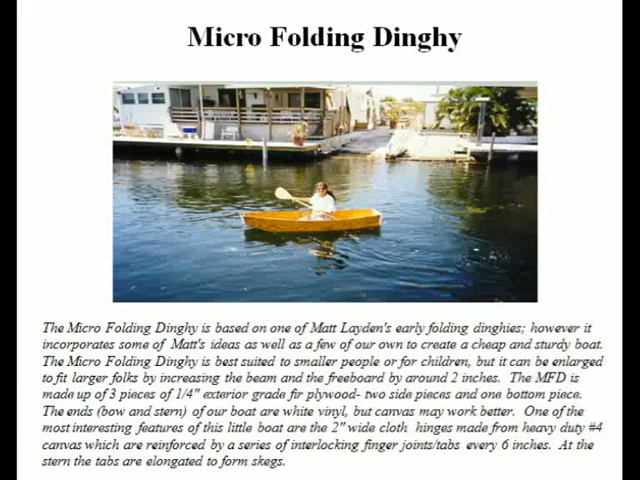 Micro Folding Dinghy
The Micro Folding Dinghy is based on one of Matt Layden's early folding dinghies; however it
incorporates some of Matt's ideas as well as a few of our own to create a cheap and sturdy boat.
The Micro Folding Dinghy is best suited to smaller people or for children, but it can be enlarged
to fit larger folks by increasing the beam and the freeboard by around 2 inches. The MFD is
made up of 3 pieces of 1/4" exterior grade fir plywood- two side pieces and one bottom piece.
The ends (bow and stern) of our boat are white vinyl, but canvas may work better. One of the
most interesting features of this little boat are the 2" wide cloth hinges made from heavy duty #4
canvas which are reinforced by a series of interlocking finger joints/tabs every 6 inches. At the
stern the tabs are elongated to form skegs.